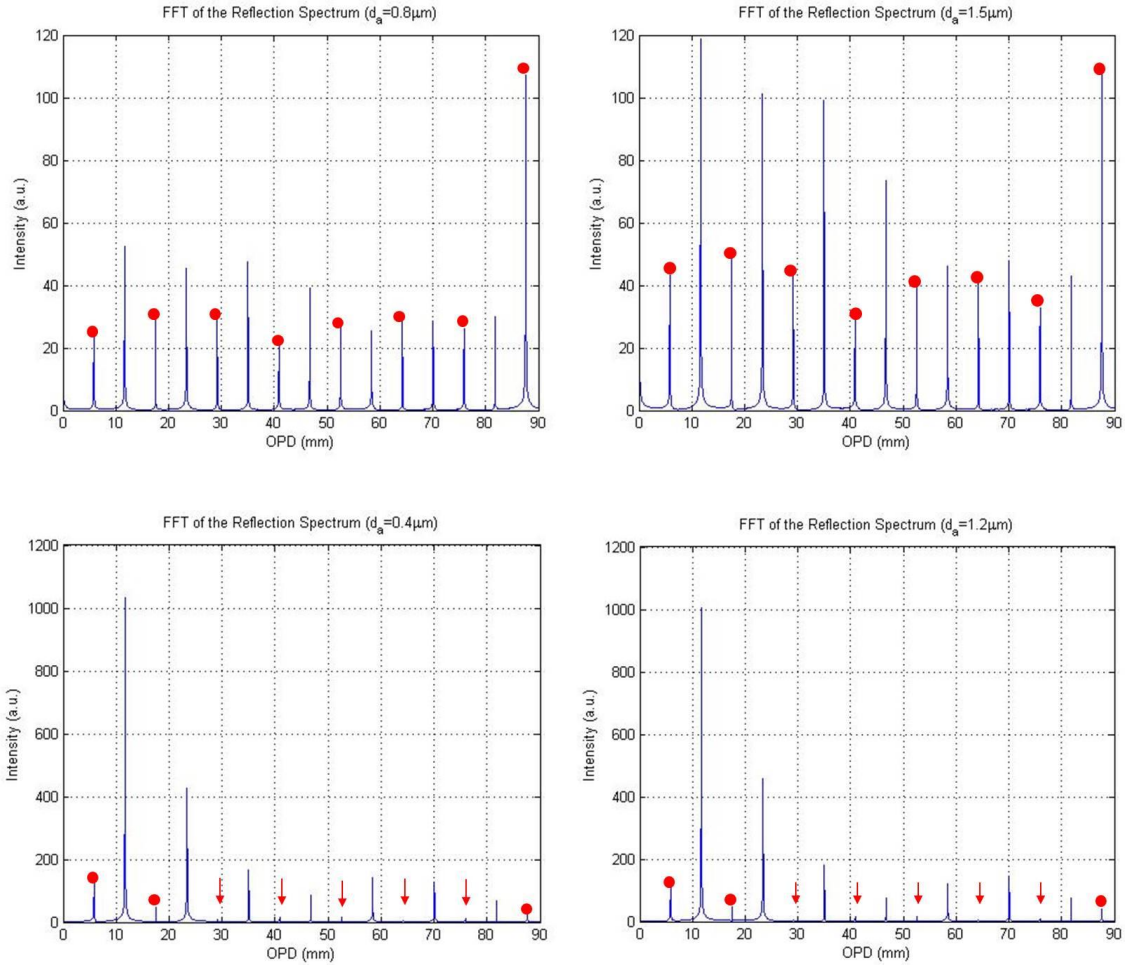 FFT of the Reflection Spectrum (dₐ=0.8μm)
120
100
80
60
40
20
0
Intensity (a.u.)
0 10 20 30 40 50 60 70 80 90
OPD (mm)
FFT of the Reflection Spectrum (dₐ=1.5μm)
120
100
80
60
40
20
0
Intensity (a.u.)
0 10 20 30 40 50 60 70 80 90
OPD (mm)
FFT of the Reflection Spectrum (dₐ=0.4μm)
1200
1000
800
600
400
200
0
Intensity (a.u.)
0 10 20 30 40 50 60 70 80 90
OPD (mm)
FFT of the Reflection Spectrum (dₐ=1.2μm)
1200
1000
800
600
400
200
0
Intensity (a.u.)
0 10 20 30 40 50 60 70 80 90
OPD (mm)